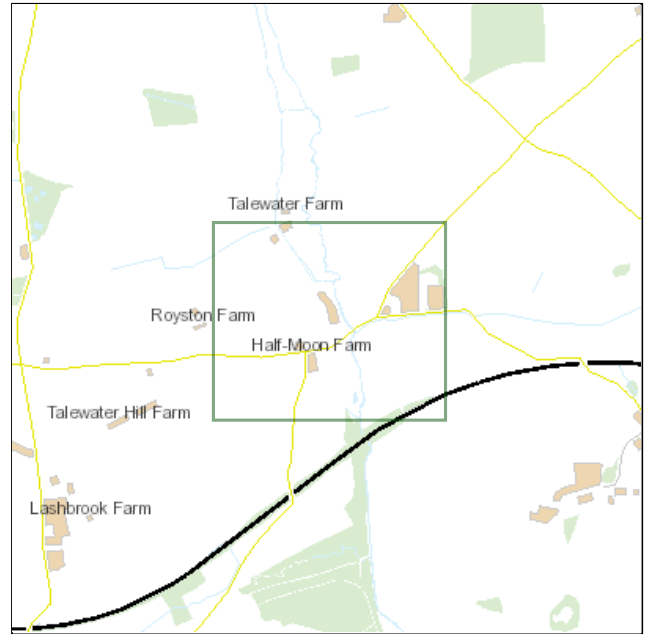 Talewater Farm
Royston Farm
Half-Moon Farm
Talewater Hill Farm
Lashbrook Farm